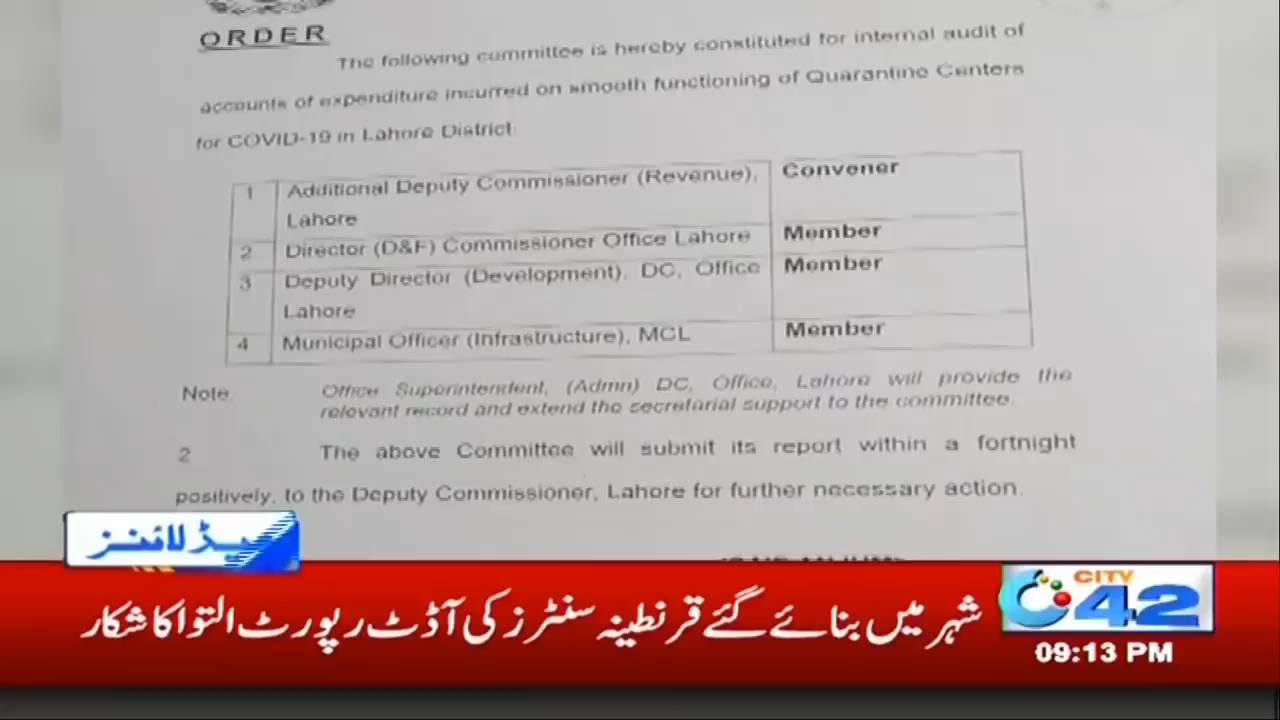 ORDER
The following committee is hereby constituted for internal audit of
accounts of expenditure incurred on smooth functioning of Quarantine Centers
for COVID-19 in Lahore District
1 Additional Deputy Commissioner (Revenue), Convener
Lahore
2 Director (D&F) Commissioner Office Lahore Member
3 Deputy Director (Development), DC, Office Member
Lahore
4 Municipal Officer (Infrastructure), MCL Member
Note Office Superintendent, (Admn) DC, Office, Lahore will provide the
relevant record and extend the secretarial support to the committee.
2 The above Committee will submit its report within a fortnight
positively, to the Deputy Commissioner, Lahore for further necessary action.
ہیڈلائنز
شہر میں بنائے گئے قرنطینہ سنٹرز کی آڈٹ رپورٹ التوا کا شکار
CITY
42
09:13 PM